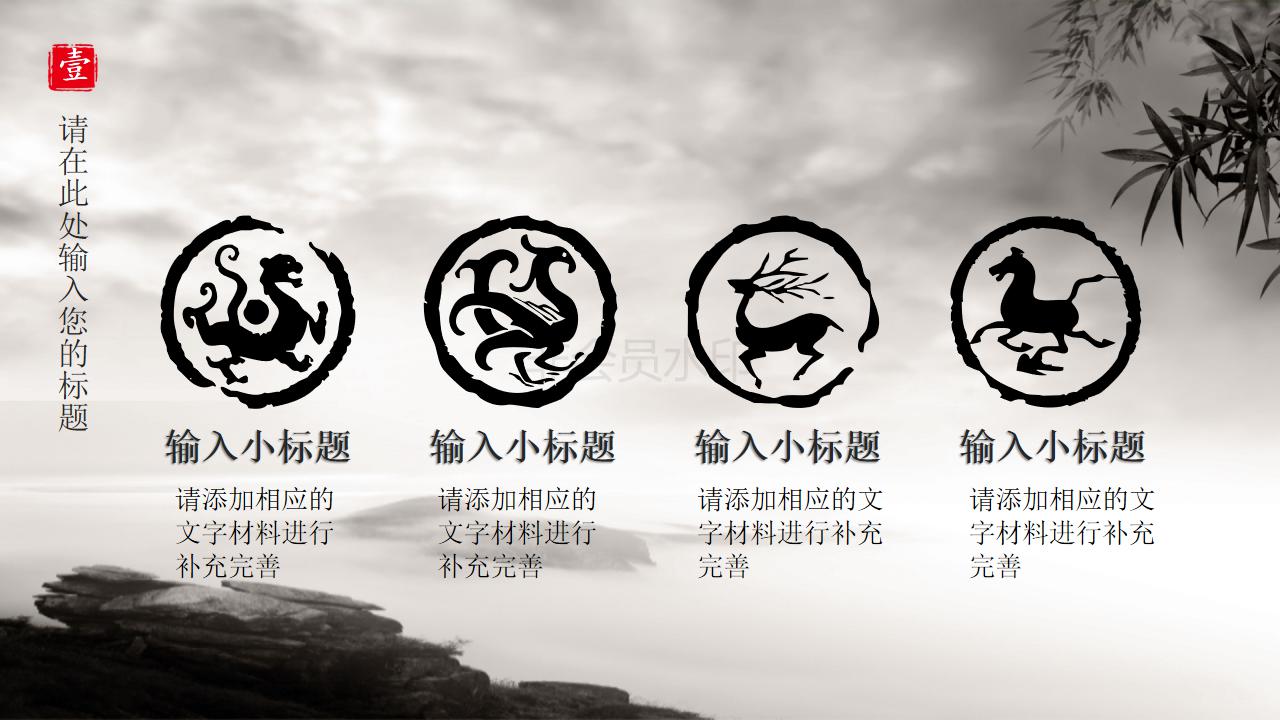 壹
请在此处输入您的标题
输入小标题
请添加相应的
文字材料进行
补充完善
输入小标题
请添加相应的
文字材料进行
补充完善
输入小标题
请添加相应的文
字材料进行补充
完善
输入小标题
请添加相应的文
字材料进行补充
完善
会员水印